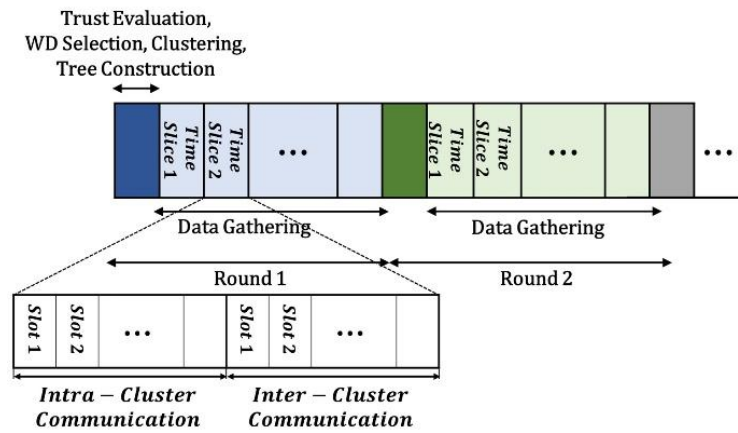 Trust Evaluation,
WD Selection, Clustering,
Tree Construction
Time
Slice 1
Time
Slice 2
...
Time
Slice 1
Time
Slice 2
...
...
Data Gathering
Data Gathering
Round 1
Round 2
Slot 1
Slot 2
...
Slot 1
Slot 2
...
Intra − Cluster
Communication
Inter − Cluster
Communication